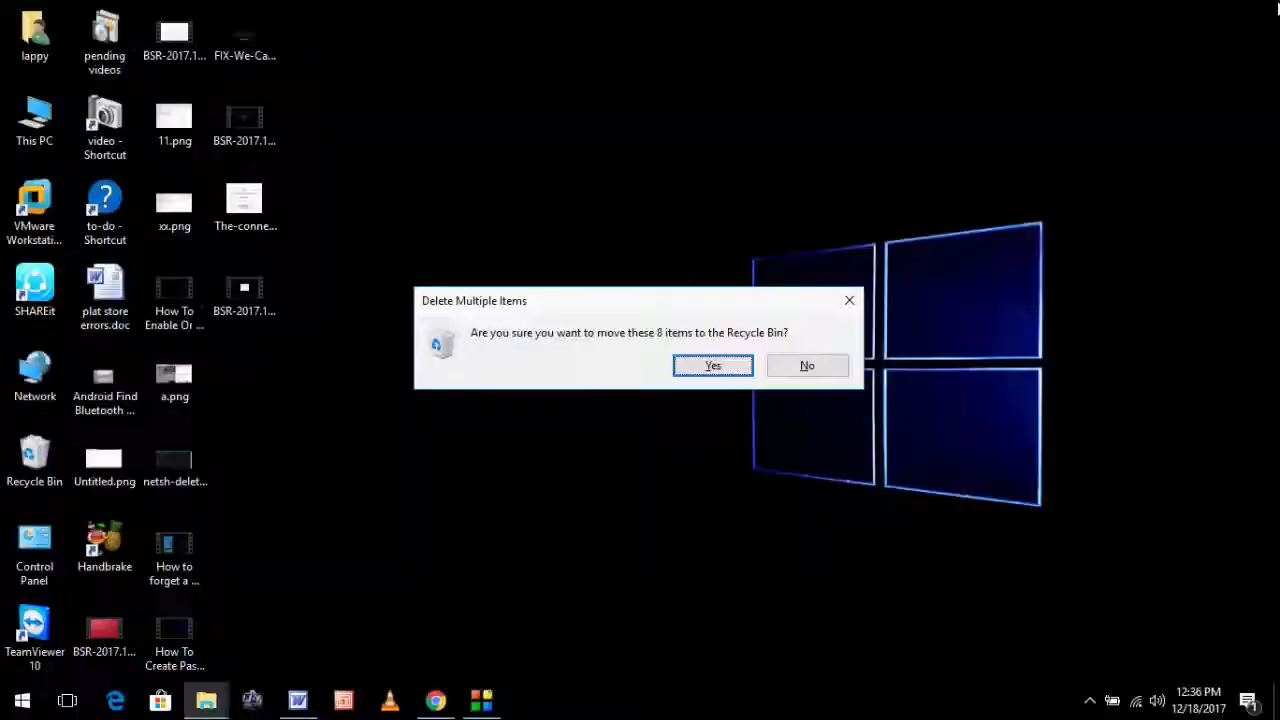 lappy
pending
videos
BSR-2017.1...
FIX-We-Ca...
This PC
video -
Shortcut
11.png
BSR-2017.1...
VMware
Workstati...
to-do -
Shortcut
xx.png
The-conne...
SHAREit
plat store
errors.doc
How To
Enable Or ...
BSR-2017.1...
Network
Android Find
Bluetooth ...
a.png
Recycle Bin
Untitled.png
netsh-delet...
Control
Panel
Handbrake
How to
forget a ...
TeamViewer
10
BSR-2017.1...
How To
Create Pas...
Delete Multiple Items
Are you sure you want to move these 8 items to the Recycle Bin?
Yes
No
12:36 PM
12/18/2017
1